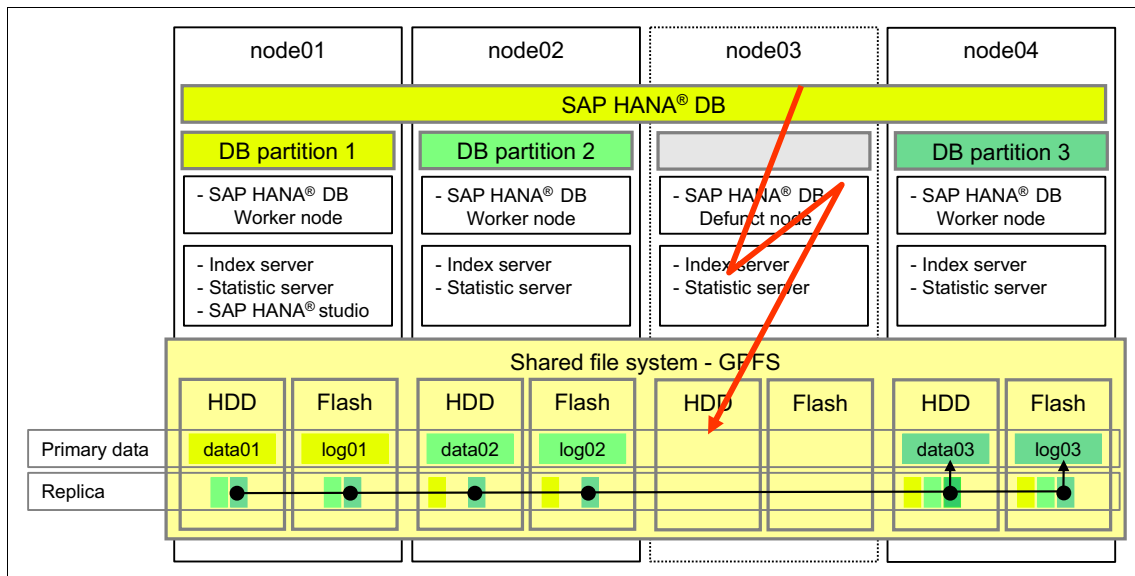 node01
node02
node03
node04
SAP HANA® DB
DB partition 1
DB partition 2
DB partition 3
- SAP HANA® DB
Worker node
- SAP HANA® DB
Worker node
- SAP HANA® DB
Defunct node
- SAP HANA® DB
Worker node
- Index server
- Statistic server
- SAP HANA® studio
- Index server
- Statistic server
- Index server
- Statistic server
- Index server
- Statistic server
Shared file system - GPFS
HDD
Flash
HDD
Flash
HDD
Flash
HDD
Flash
Primary data
data01
log01
data02
log02
data03
log03
Replica